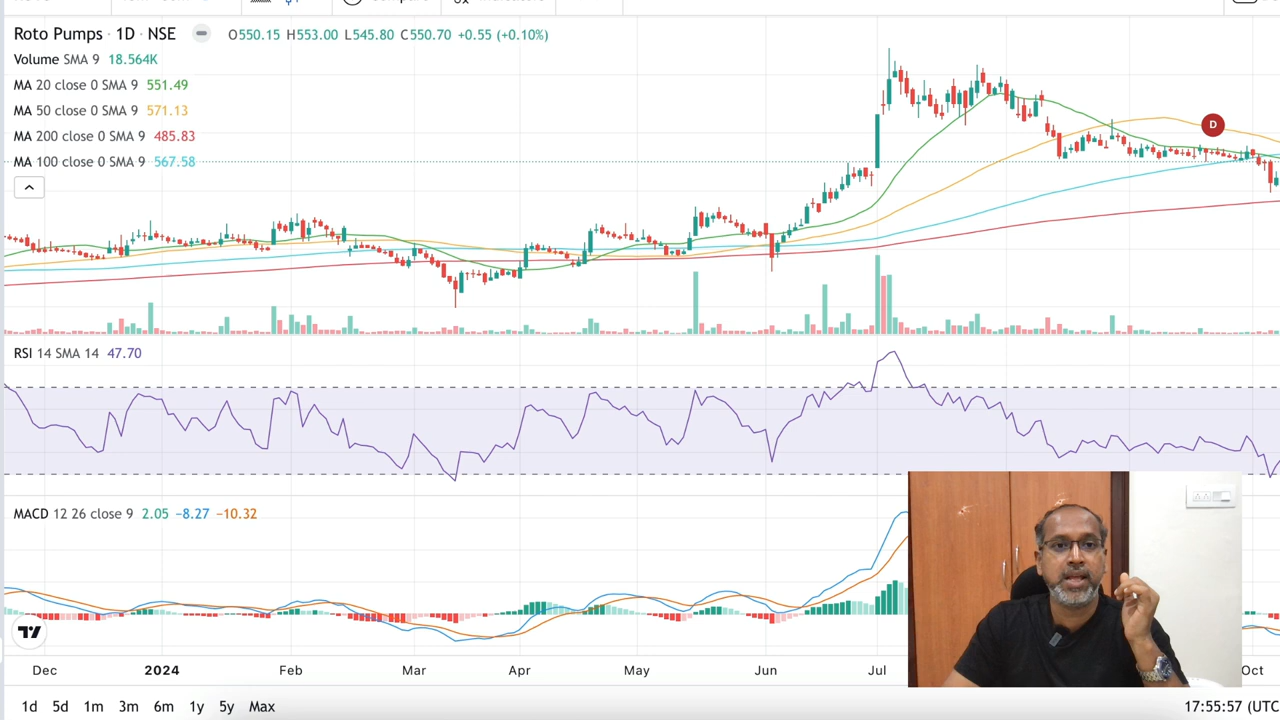 Roto Pumps · 1D · NSE O550.15 H553.00 L545.80 C550.70 +0.55 (+0.10%)
Volume SMA 9 18.564K
MA 20 close 0 SMA 9 551.49
MA 50 close 0 SMA 9 571.13
MA 200 close 0 SMA 9 485.83
MA 100 close 0 SMA 9 567.58
D
RSI 14 SMA 14 47.70
MACD 12 26 close 9 2.05 −8.27 −10.32
Dec 2024 Feb Mar Apr May Jun Jul Oct
1d 5d 1m 3m 6m 1y 5y Max 17:55:57 (UTC